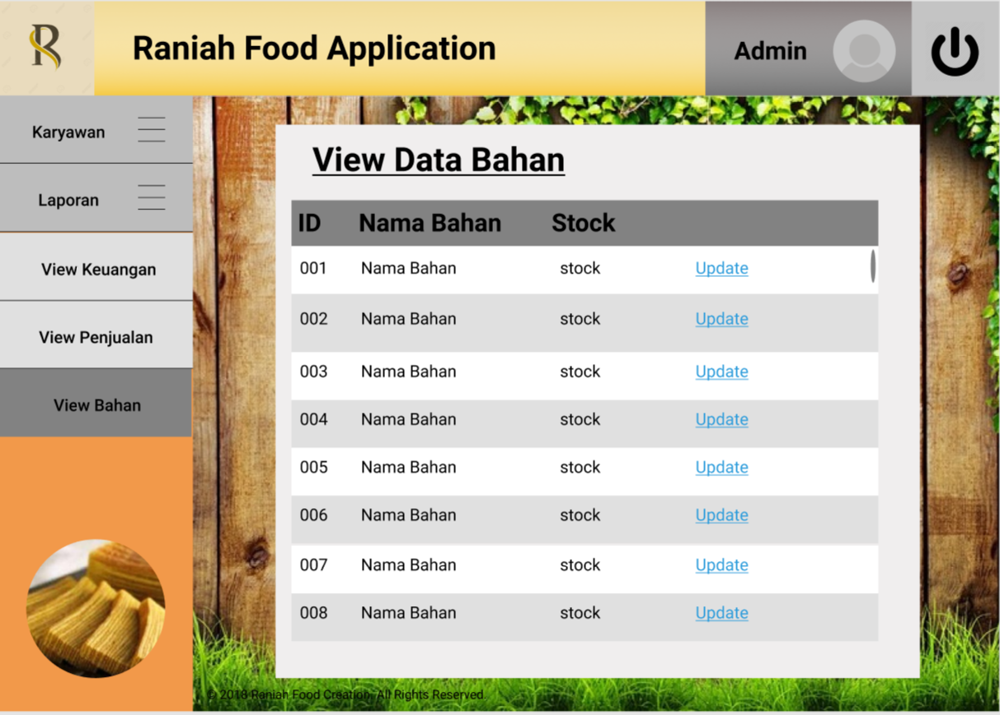 R
Raniah Food Application
Admin
Karyawan
Laporan
View Keuangan
View Penjualan
View Bahan
View Data Bahan
ID Nama Bahan Stock
001 Nama Bahan stock Update
002 Nama Bahan stock Update
003 Nama Bahan stock Update
004 Nama Bahan stock Update
005 Nama Bahan stock Update
006 Nama Bahan stock Update
007 Nama Bahan stock Update
008 Nama Bahan stock Update
© 2018 Raniah Food Creation. All Rights Reserved.